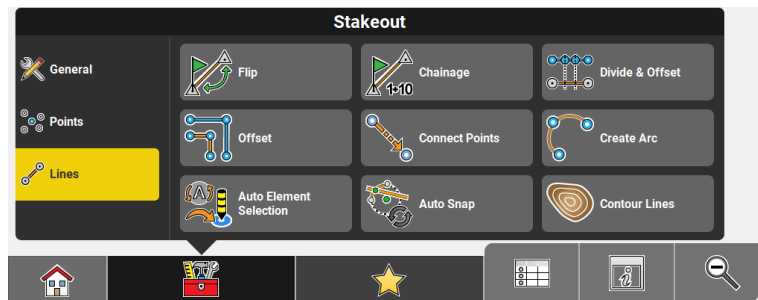 Stakeout
General
Flip
Chainage
1+10
Divide & Offset
Points
Offset
Connect Points
Create Arc
Lines
Auto Element
Selection
A
Auto Snap
Contour Lines
i